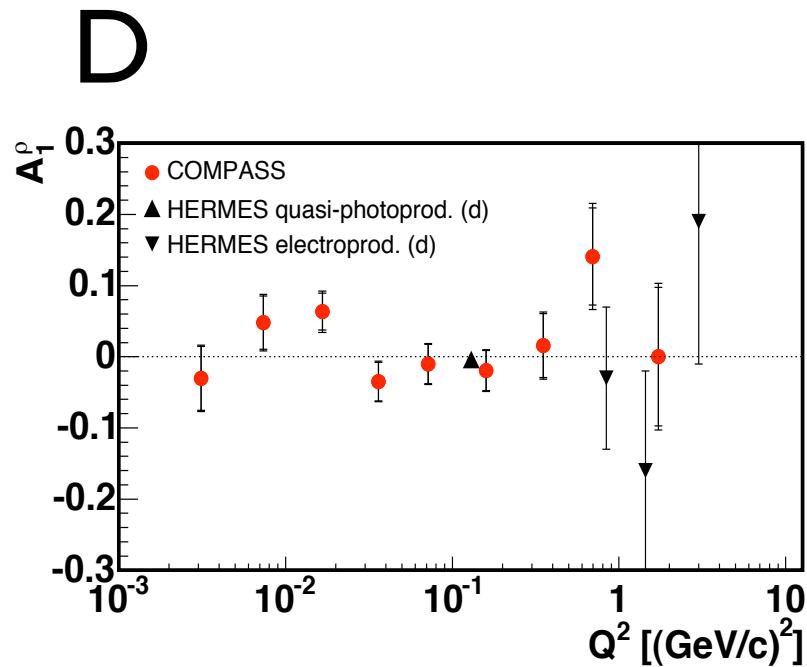 D
A₁^ρ
0.3
COMPASS
HERMES quasi-photoprod. (d)
HERMES electroprod. (d)
0.2
0.1
0
-0.1
-0.2
-0.3
10⁻³ 10⁻² 10⁻¹ 1 10
Q² [(GeV/c)²]